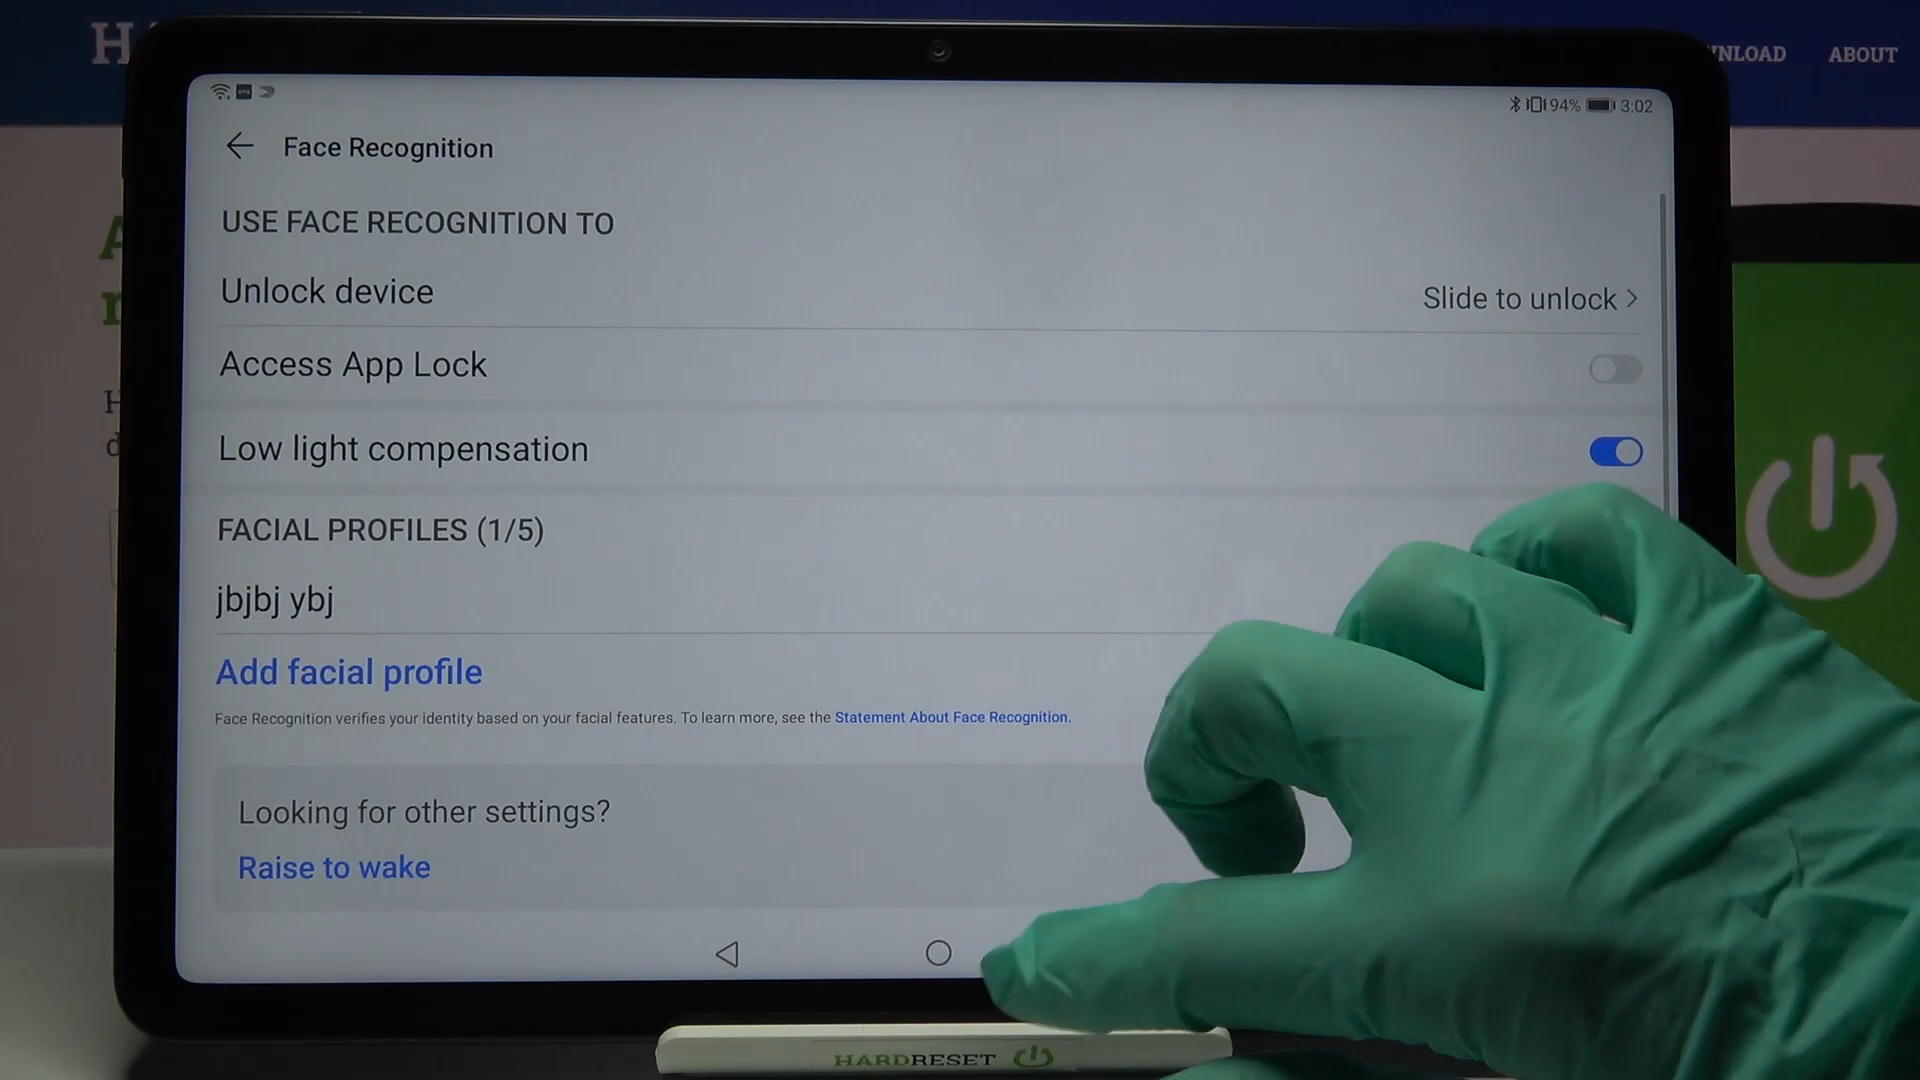 NLOAD ABOUT
94% 3:02
Face Recognition
USE FACE RECOGNITION TO
Unlock device
Slide to unlock >
Access App Lock
Low light compensation
FACIAL PROFILES (1/5)
jbjbj ybj
Add facial profile
Face Recognition verifies your identity based on your facial features. To learn more, see the Statement About Face Recognition.
Looking for other settings?
Raise to wake
HARDRESET